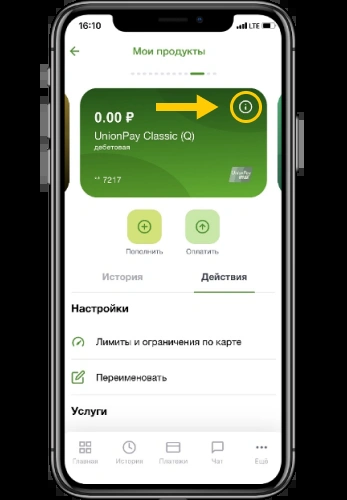 16:10
LTE
Мои продукты
0.00 ₽
UnionPay Classic (Q)
дебетовая
** 7217
UnionPay
Пополнить
Оплатить
История
Действия
Настройки
Лимиты и ограничения по карте
Переименовать
Услуги
Главная
История
Платежи
Чат
Ещё